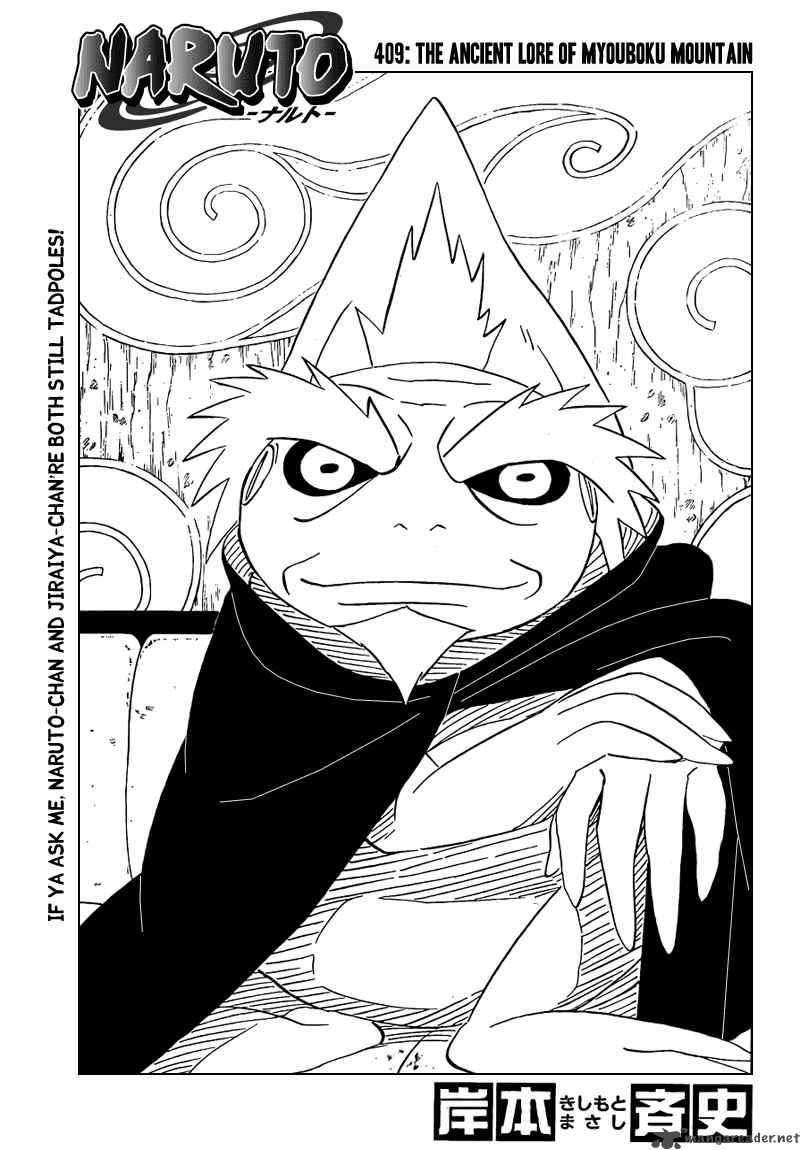 NARUTO
-ナルト-
409: THE ANCIENT LORE OF MYOUBOKU MOUNTAIN
IF YA ASK ME, NARUTO-CHAN AND JIRAIYA-CHAN'RE BOTH STILL TADPOLES!
岸本斉史
きしもと
まさし
mangareader.net